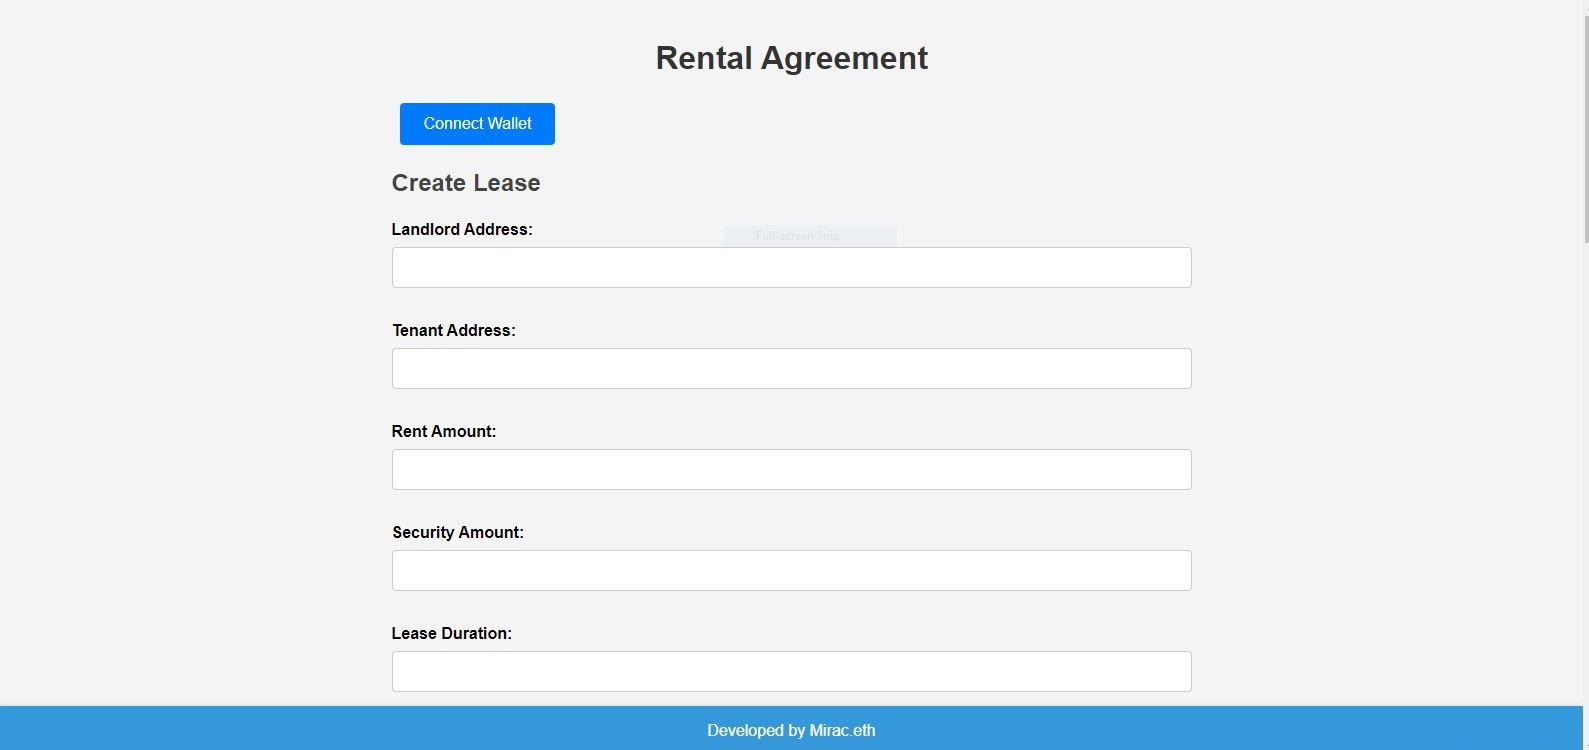 Rental Agreement
Connect Wallet
Create Lease
Landlord Address:
Full-screen Snip
Tenant Address:
Rent Amount:
Security Amount:
Lease Duration:
Developed by Mirac.eth